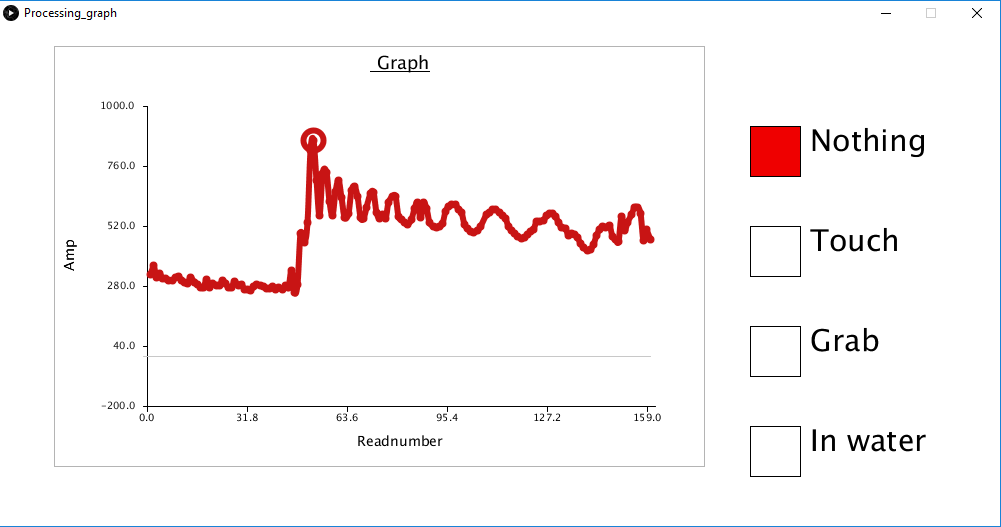 Processing_graph
Graph
1000.0
760.0
520.0
280.0
40.0
-200.0
Amp
0.0 31.8 63.6 95.4 127.2 159.0
Readnumber
Nothing
Touch
Grab
In water